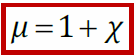 μ = 1 + χ